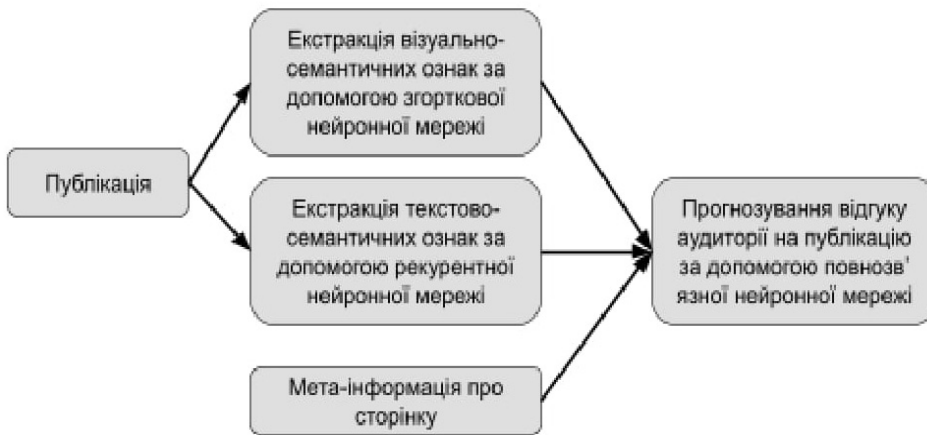 Екстракція візуально-
семантичних ознак за
допомогою згорткової
нейронної мережі
Публікація
Екстракція текстово-
семантичних ознак за
допомогою рекурентної
нейронної мережі
Прогнозування відгуку
аудиторії на публікацію
за допомогою повнозв'
язної нейронної мережі
Мета-інформація про
сторінку